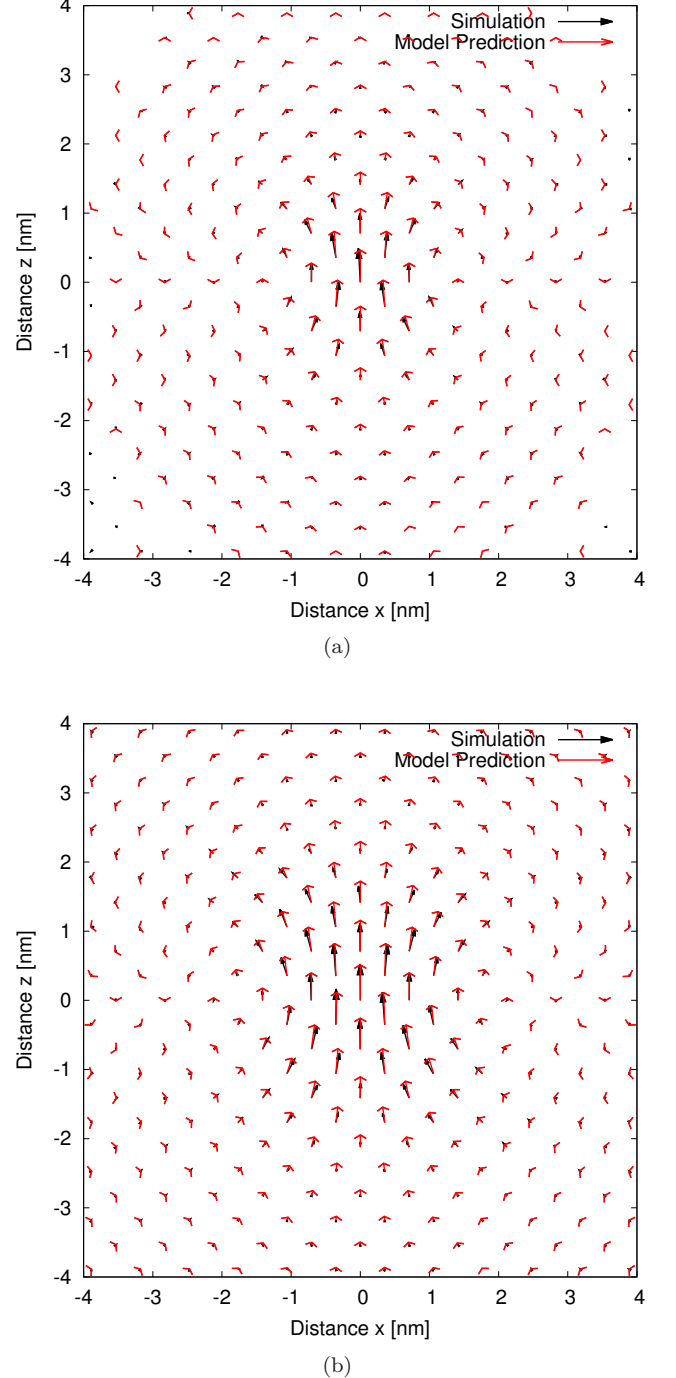 4
3
2
1
0
-1
-2
-3
-4
Distance z [nm]
Simulation
Model Prediction
-4 -3 -2 -1 0 1 2 3 4
Distance x [nm]
(a)
4
3
2
1
0
-1
-2
-3
-4
Distance z [nm]
Simulation
Model Prediction
-4 -3 -2 -1 0 1 2 3 4
Distance x [nm]
(b)